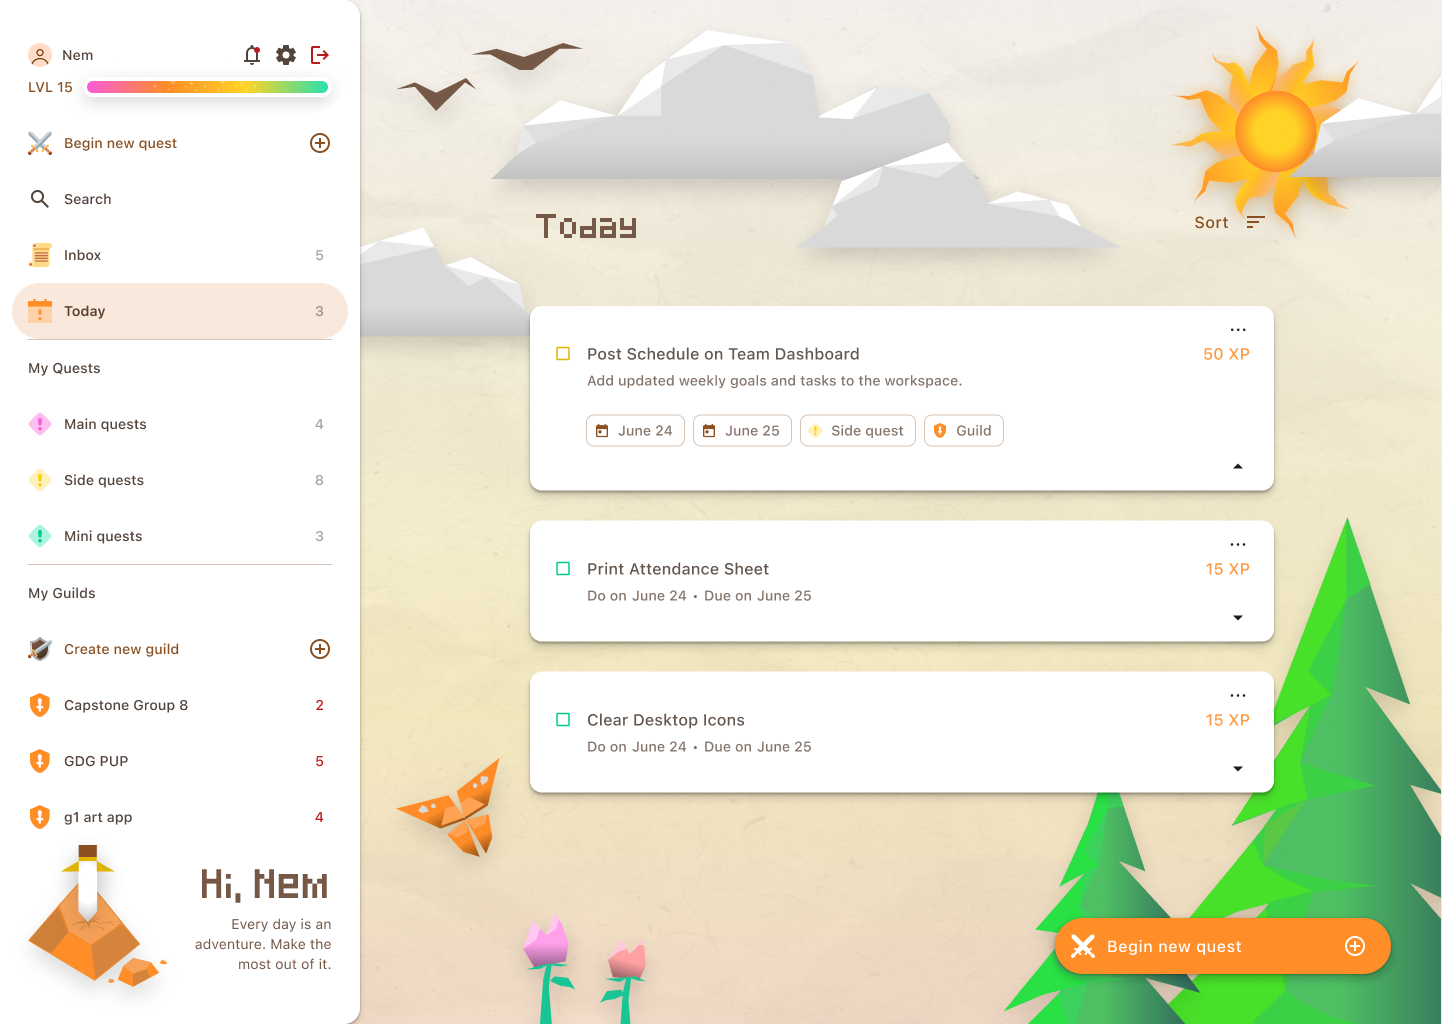 Nem
LVL 15
Begin new quest
Search
Inbox 5
Today 3
My Quests
Main quests 4
Side quests 8
Mini quests 3
My Guilds
Create new guild
Capstone Group 8 2
GDG PUP 5
g1 art app 4
Hi, Nem
Every day is an
adventure. Make the
most out of it.
Today
Sort
Post Schedule on Team Dashboard 50 XP
Add updated weekly goals and tasks to the workspace.
June 24 June 25 Side quest Guild
Print Attendance Sheet 15 XP
Do on June 24 • Due on June 25
Clear Desktop Icons 15 XP
Do on June 24 • Due on June 25
Begin new quest